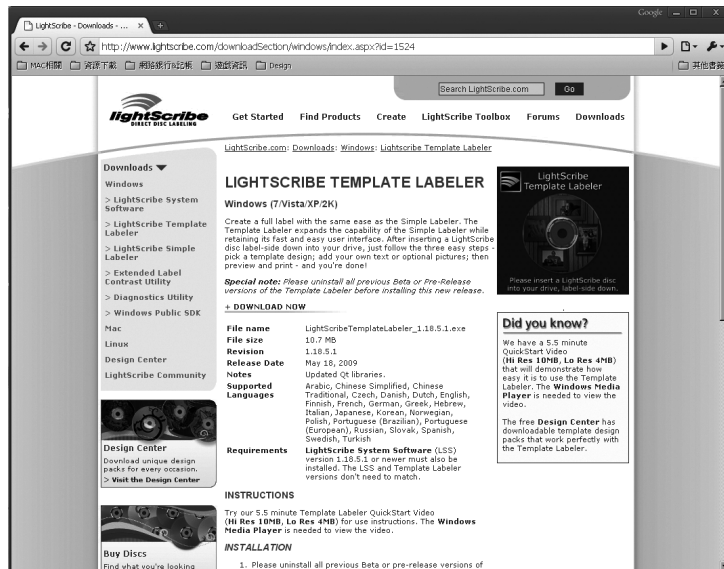 Google
LightScribe - Downloads - ...
http://www.lightscribe.com/downloadSection/windows/index.aspx?id=1524
MAC相關 資源下載 網路銀行&記帳 遊戲資訊 Design 其他書籤
Search LightScribe.com Go
lightScribe
DIRECT DISC LABELING
Get Started Find Products Create LightScribe Toolbox Forums Downloads
LightScribe.com: Downloads: Windows: Lightscribe Template Labeler
Downloads
Windows
> LightScribe System
Software
> LightScribe Template
Labeler
> LightScribe Simple
Labeler
> Extended Label
Contrast Utility
> Diagnostics Utility
> Windows Public SDK
Mac
Linux
Design Center
LightScribe Community
Design Center
Download unique design
packs for every occasion.
> Visit the Design Center
Buy Discs
Find what you're looking
LIGHTSCRIBE TEMPLATE LABELER
Windows (7/Vista/XP/2K)
Create a full label with the same ease as the Simple Labeler. The
Template Labeler expands the capability of the Simple Labeler while
retaining its fast and easy user interface. After inserting a LightScribe
disc label-side down into your drive, just follow the three easy steps -
pick a template design; add your own text or optional pictures; then
preview and print - and you're done!
Special note: Please uninstall all previous Beta or Pre-Release
versions of the Template Labeler before installing this new release.
+ DOWNLOAD NOW
File name LightScribeTemplateLabeler_1.18.5.1.exe
File size 10.7 MB
Revision 1.18.5.1
Release Date May 18, 2009
Notes Updated Qt libraries.
Supported Languages Arabic, Chinese Simplified, Chinese
Traditional, Czech, Danish, Dutch, English,
Finnish, French, German, Greek, Hebrew,
Italian, Japanese, Korean, Norwegian,
Polish, Portuguese (Brazilian), Portuguese
(European), Russian, Slovak, Spanish,
Swedish, Turkish
Requirements LightScribe System Software (LSS)
version 1.18.5.1 or newer must also be
installed. The LSS and Template Labeler
versions don't need to match.
INSTRUCTIONS
Try our 5.5 minute Template Labeler QuickStart Video
(Hi Res 10MB, Lo Res 4MB) for use instructions. The Windows
Media Player is needed to view the video.
INSTALLATION
1. Please uninstall all previous Beta or pre-release versions of
LightScribe
Template Labeler
Please insert a LightScribe disc
into your drive, label-side down.
Did you know?
We have a 5.5 minute
QuickStart Video
(Hi Res 10MB, Lo Res 4MB)
that will demonstrate how
easy it is to use the Template
Labeler. The Windows Media
Player is needed to view the
video.
The free Design Center has
downloadable template design
packs that work perfectly with
the Template Labeler.